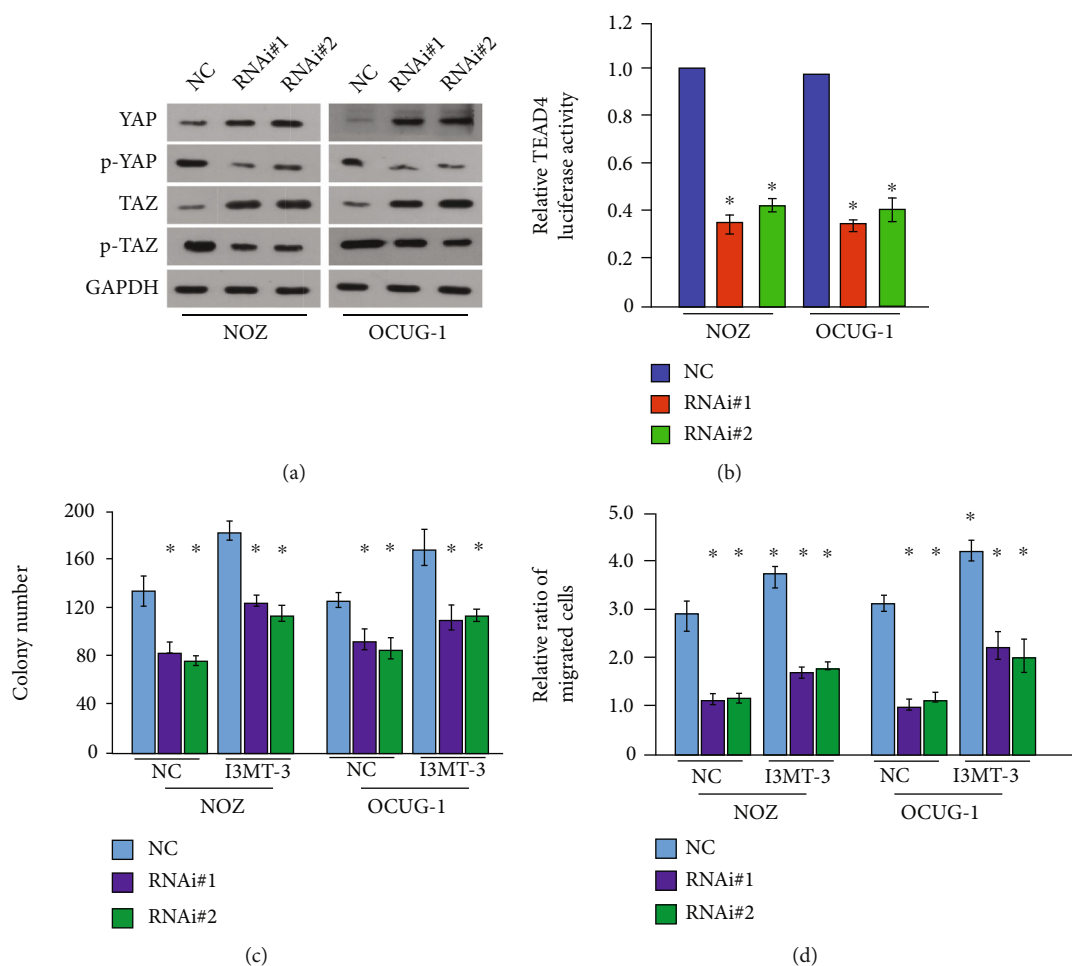 NC RNAi#1 RNAi#2 NC RNAi#1 RNAi#2
YAP
p-YAP
TAZ
p-TAZ
GAPDH
NOZ OCUG-1
(a)
Relative TEAD4
luciferase activity
1.2
1.0
0.8
0.6
0.4
0.2
0
* * * *
NOZ OCUG-1
NC
RNAi#1
RNAi#2
(b)
Colony number
200
160
120
80
40
0
* * * * * * * *
NC I3MT-3 NC I3MT-3
NOZ OCUG-1
NC
RNAi#1
RNAi#2
(c)
Relative ratio of
migrated cells
5.0
4.0
3.0
2.0
1.0
0
* * * * * * * * * *
NC I3MT-3 NC I3MT-3
NOZ OCUG-1
NC
RNAi#1
RNAi#2
(d)